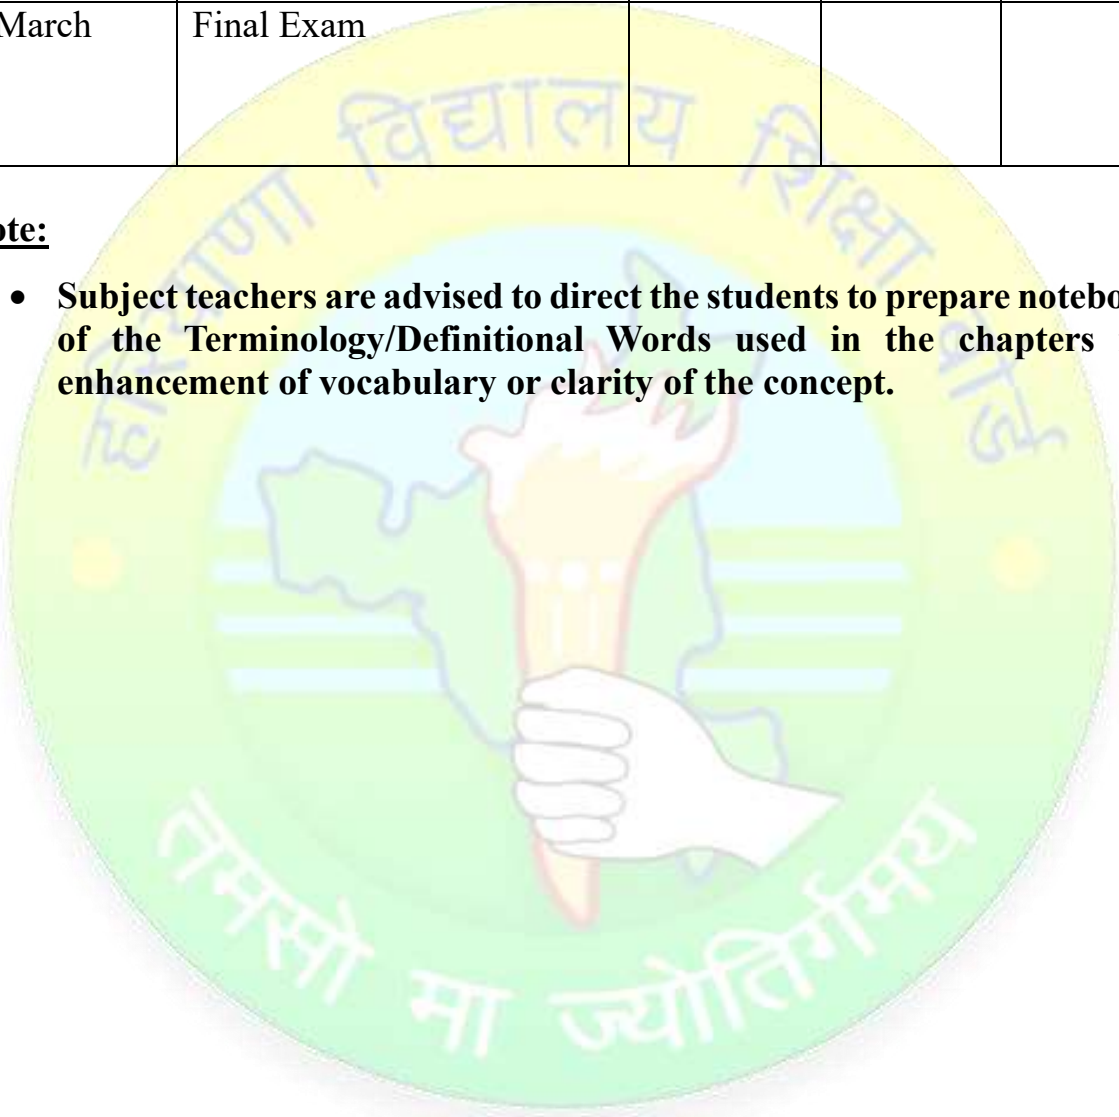 March Final Exam
ote:
• Subject teachers are advised to direct the students to prepare notebo
of the Terminology/Definitional Words used in the chapters
enhancement of vocabulary or clarity of the concept.
हरियाणा विद्यालय शिक्षा बोर्ड
तमसो मा ज्योतिर्गमय